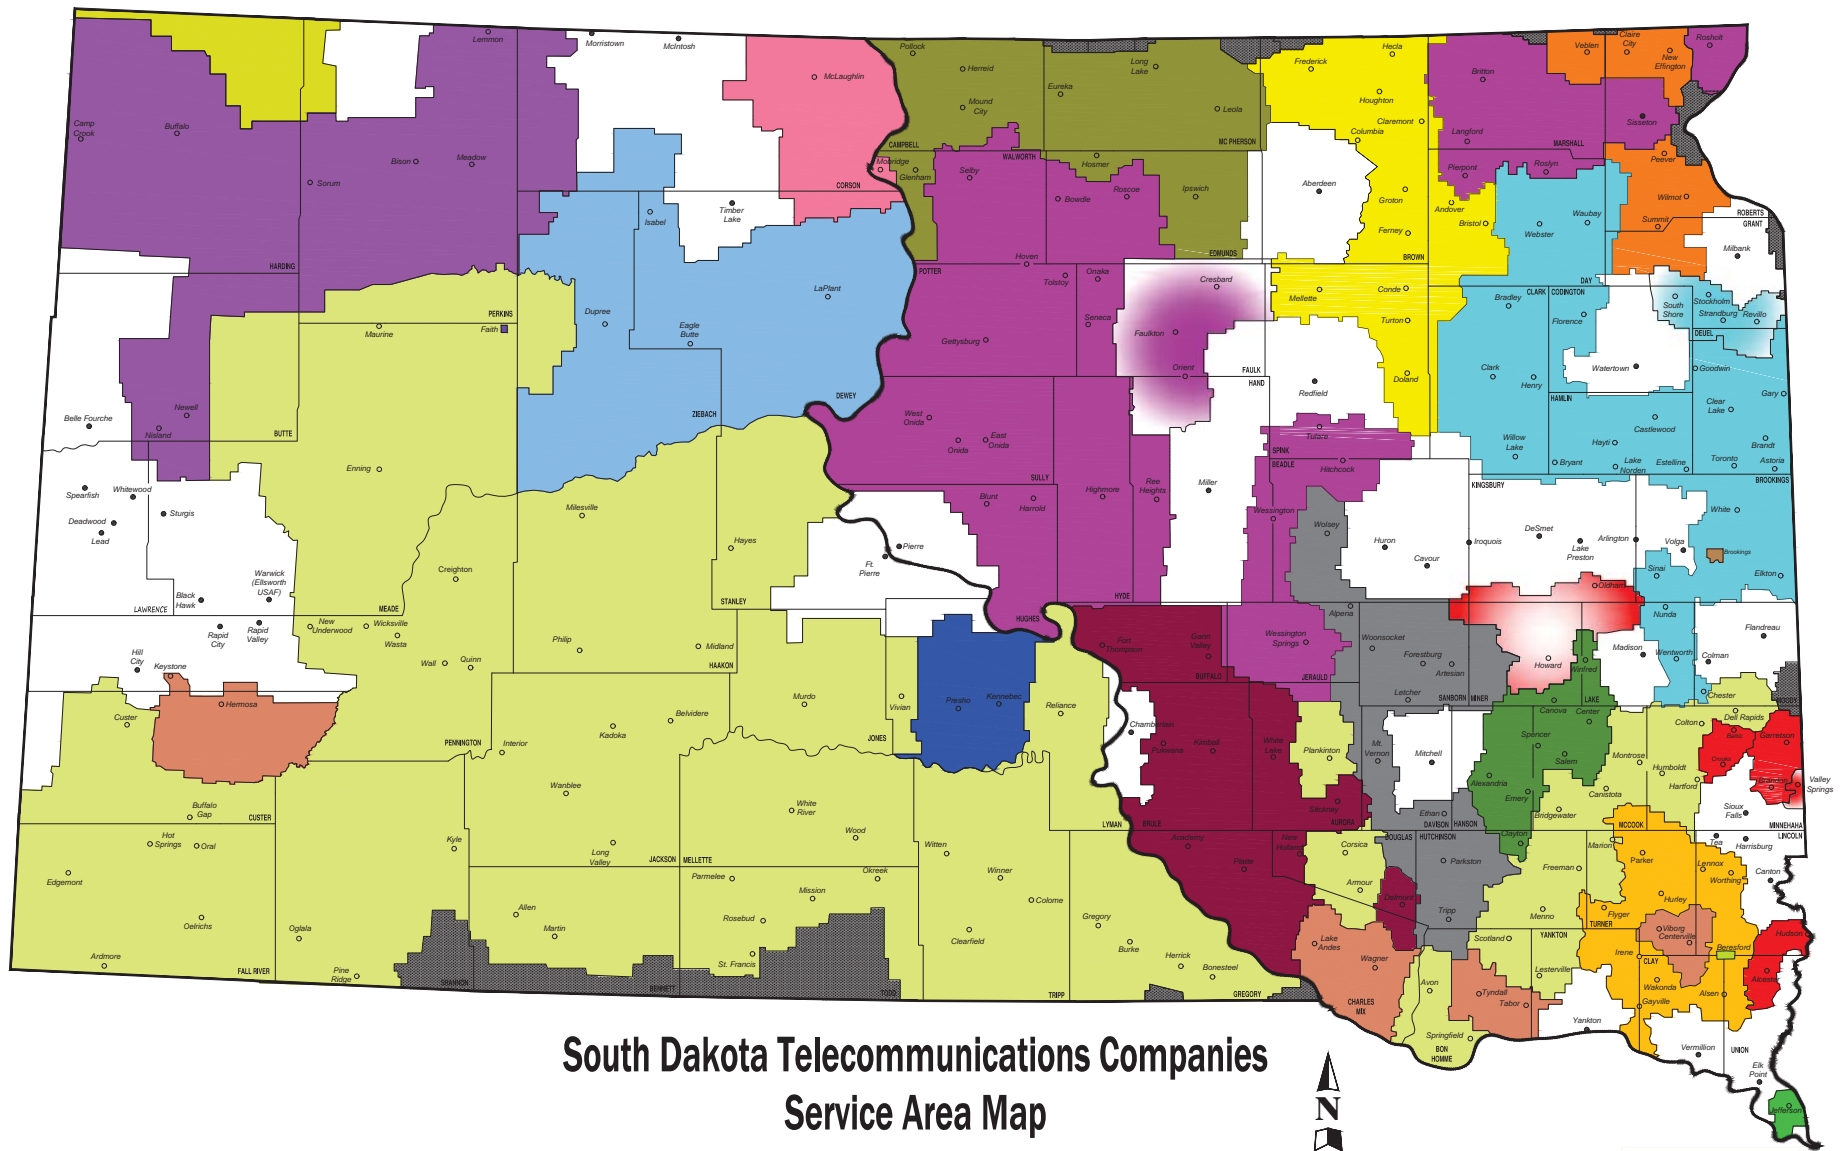 Lemmon
Morristown
McIntosh
McLaughlin
Pollock
Herreid
Mound
City
Long
Lake
Eureka
Leola
Hecla
Frederick
Houghton
Claremont
Columbia
Britton
Langford
Veblen
Claire
City
New
Effington
Rosholt
Sisseton
Camp
Crook
Buffalo
Bison
Meadow
Sorum
CAMPBELL
WALWORTH
MC PHERSON
MARSHALL
Mobridge
Glenham
Selby
Hosmer
Roscoe
Bowdle
Ipswich
Aberdeen
Groton
Ferney
Andover
Bristol
Pierpont
Roslyn
Peever
Wilmot
Summit
Waubay
Webster
ROBERTS
GRANT
Milbank
CORSON
Timber
Lake
Isabel
HARDING
POTTER
EDMUNDS
BROWN
DAY
Hoven
Tolstoy
Onaka
Seneca
Cresbard
Faulkton
Orient
Mellette
Conde
Turton
CLARK
CODINGTON
Bradley
Florence
South
Shore
Stockholm
Strandburg
Revillo
DEUEL
LaPlant
Dupree
Eagle
Butte
PERKINS
Faith
Maurine
Gettysburg
FAULK
HAND
Redfield
Doland
Clark
Henry
Watertown
Goodwin
HAMLIN
Gary
Clear
Lake
Castlewood
Brandt
Belle Fourche
Newell
Nisland
BUTTE
ZIEBACH
DEWEY
West
Onida
Onida
East
Onida
Tulare
SPINK
BEADLE
Hitchcock
Willow
Lake
Bryant
Hayti
Lake
Norden
Estelline
Toronto
Astoria
BROOKINGS
KINGSBURY
Enning
SULLY
Spearfish
Whitewood
Sturgis
Deadwood
Lead
Milesville
Hayes
Blunt
Harrold
Highmore
Ree
Heights
Miller
Wessington
Wolsey
Huron
Cavour
Iroquois
DeSmet
Lake
Preston
Arlington
Volga
White
Brookings
Sinai
Elkton
Pierre
Ft.
Pierre
Creighton
Warwick
(Ellsworth
USAF)
Black
Hawk
LAWRENCE
MEADE
STANLEY
HUGHES
HYDE
Oldham
Nunda
Flandreau
Rapid
City
Rapid
Valley
New
Underwood
Wicksville
Wasta
Wall
Quinn
Philip
Midland
HAAKON
Hill
City
Keystone
Hermosa
Custer
Alpena
Woonsocket
Forestburg
Artesian
Letcher
SANBORN
MINER
Howard
Winfred
Madison
Wentworth
Colman
Chester
MOODY
LAKE
Fort
Thompson
Gann
Valley
Wessington
Springs
BUFFALO
JERAULD
Presho
Kennebec
Vivian
Reliance
Murdo
JONES
Belvidere
Kadoka
Interior
PENNINGTON
Chamberlain
Pukwana
Kimball
White
Lake
Plankinton
Mt.
Vernon
Mitchell
Canova
Center
Spencer
Salem
Alexandria
Emery
Montrose
Humboldt
Hartford
Canistota
Colton
Dell Rapids
Baltic
Garretson
Crooks
Brandon
Valley
Springs
Sioux
Falls
MINNEHAHA
LINCOLN
Bridgewater
MCCOOK
Stickney
AURORA
Ethan
DAVISON
HANSON
LYMAN
BRULE
Wanblee
White
River
Wood
Buffalo
Gap
CUSTER
Hot
Springs
Oral
Edgemont
Kyle
Long
Valley
JACKSON
MELLETTE
Parmelee
Okreek
Mission
Rosebud
St. Francis
Witten
Winner
Colome
Clearfield
Gregory
Burke
Herrick
Bonesteel
Academy
Platte
New
Holland
DOUGLAS
HUTCHINSON
Corsica
Armour
Delmont
Parkston
Tripp
Clayton
Freeman
Menno
Marion
Parker
Hurley
Flyger
TURNER
Tea
Harrisburg
Lennox
Worthing
Canton
Viborg
Centerville
Irene
Beresford
Hudson
Alcester
CLAY
Wakonda
Alsen
Gayville
Vermillion
UNION
Elk
Point
Jefferson
YANKTON
Scotland
Lesterville
Yankton
Tyndall
Tabor
Avon
Springfield
BON
HOMME
Lake
Andes
Wagner
CHARLES
MIX
Oelrichs
Ardmore
FALL RIVER
Oglala
Pine
Ridge
Allen
Martin
SHANNON
BENNETT
TODD
TRIPP
GREGORY
South Dakota Telecommunications Companies
Service Area Map
N